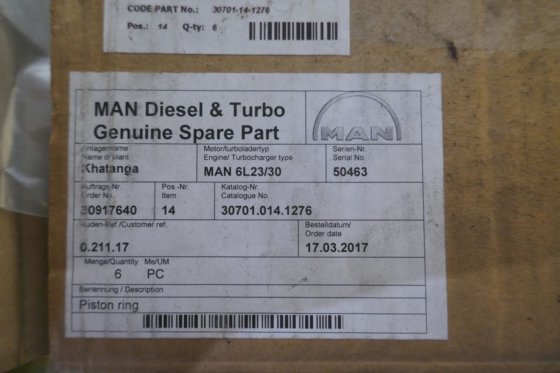 CODE PART No.: 30701-14-1276
Pos.: 14 Q-ty: 6
MAN Diesel & Turbo
Genuine Spare Part
MAN
Anlagenname
Name of plant
Khatanga
Motor/turboladertyp
Engine/ Turbocharger type
MAN 6L23/30
Serien-Nr.
Serial No.
50463
Auftrags-Nr.
Order No.
30917640
Pos.-Nr.
Item
14
Katalog-Nr
Catalogue No.
30701.014.1276
Kuden-Ref./Customer ref.
0.211.17
Bestelldatum/
Order date
17.03.2017
Menge/Quantity Me/UM
6 PC
Benennung / Description
Piston ring